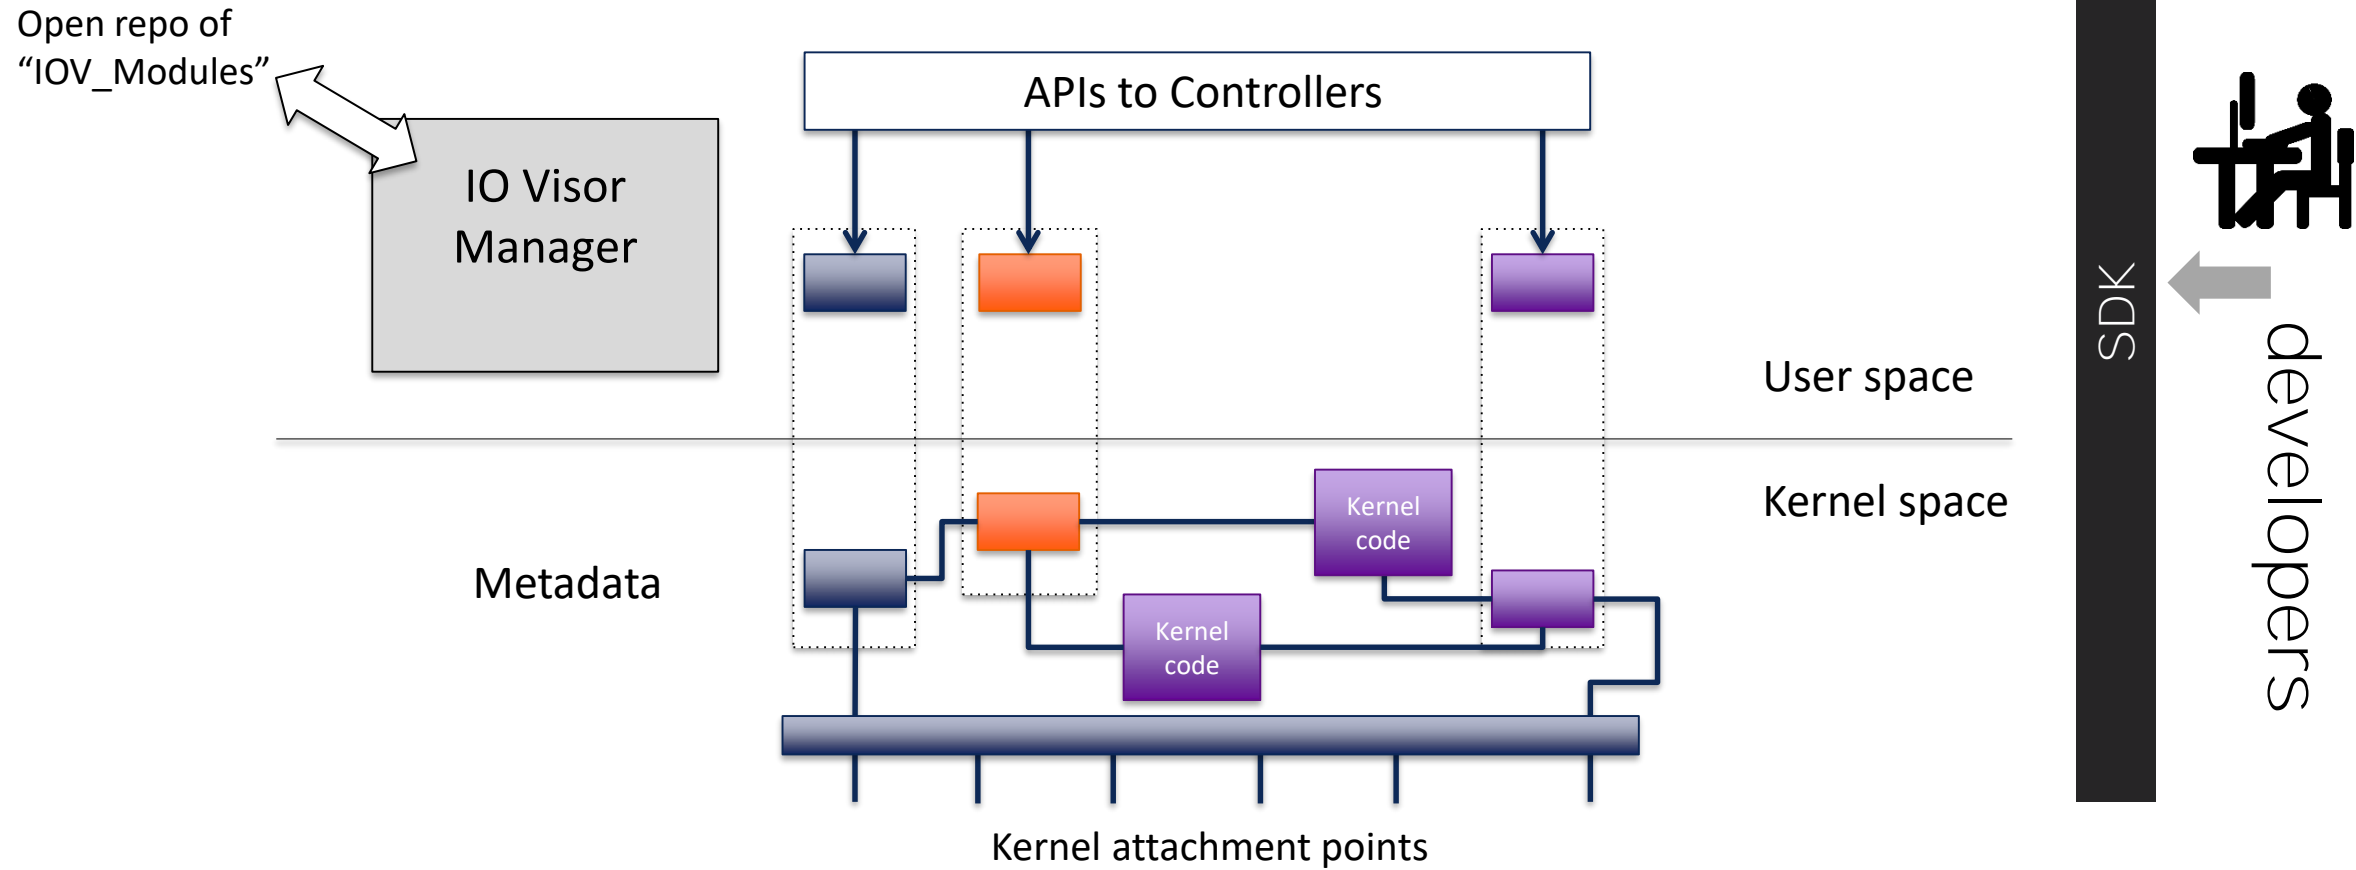 Open repo of
“IOV_Modules”
APIs to Controllers
IO Visor
Manager
User space
Kernel space
Metadata
Kernel
code
Kernel
code
Kernel attachment points
SDK
developers